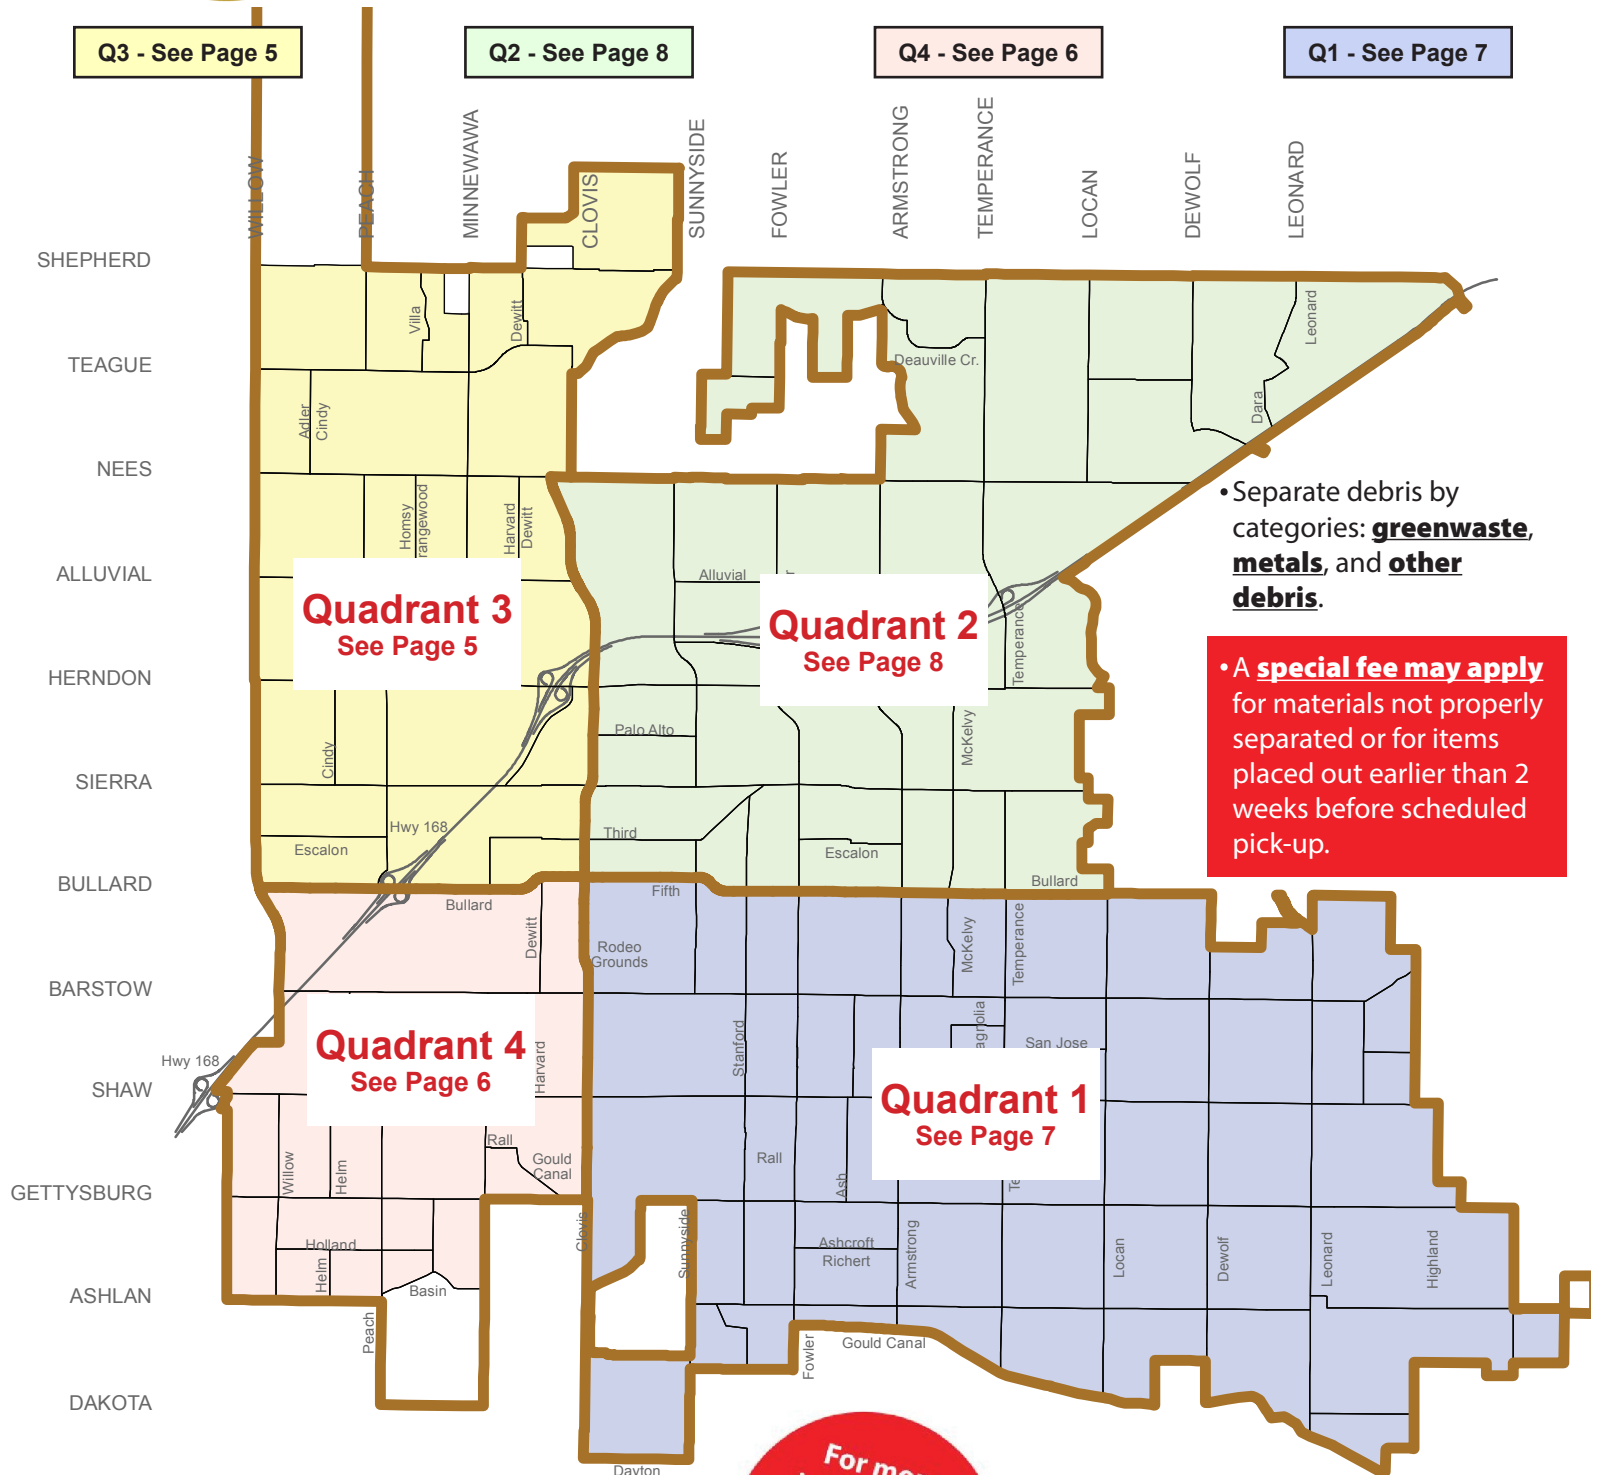 Q3 - See Page 5
Q2 - See Page 8
Q4 - See Page 6
Q1 - See Page 7
WILLOW
PEACH
MINNEWAWA
CLOVIS
SUNNYSIDE
FOWLER
ARMSTRONG
TEMPERANCE
LOCAN
DEWOLF
LEONARD
SHEPHERD
TEAGUE
NEES
ALLUVIAL
HERNDON
SIERRA
BULLARD
BARSTOW
SHAW
GETTYSBURG
ASHLAN
DAKOTA
Villa
Dewitt
Adler
Cindy
Homsy
rangewood
Harvard
Dewitt
Quadrant 3
See Page 5
Cindy
Hwy 168
Escalon
Deauville Cr.
Leonard
Dara
Alluvial
Quadrant 2
See Page 8
Temperance
Palo Alto
McKelvy
Third
Escalon
Bullard
• Separate debris by
categories: greenwaste,
metals, and other
debris.
• A special fee may apply
for materials not properly
separated or for items
placed out earlier than 2
weeks before scheduled
pick-up.
Bullard
Dewitt
Quadrant 4
See Page 6
Harvard
Hwy 168
Rall
Gould
Canal
Willow
Helm
Holland
Helm
Basin
Peach
Clovis
Fifth
Rodeo
Grounds
McKelvy
Temperance
Stanford
agnolia
San Jose
Quadrant 1
See Page 7
Rall
Ash
Te
Sunnyside
Ashcroft
Richert
Armstrong
Locan
Dewolf
Leonard
Highland
Fowler
Gould Canal
Dayton
For